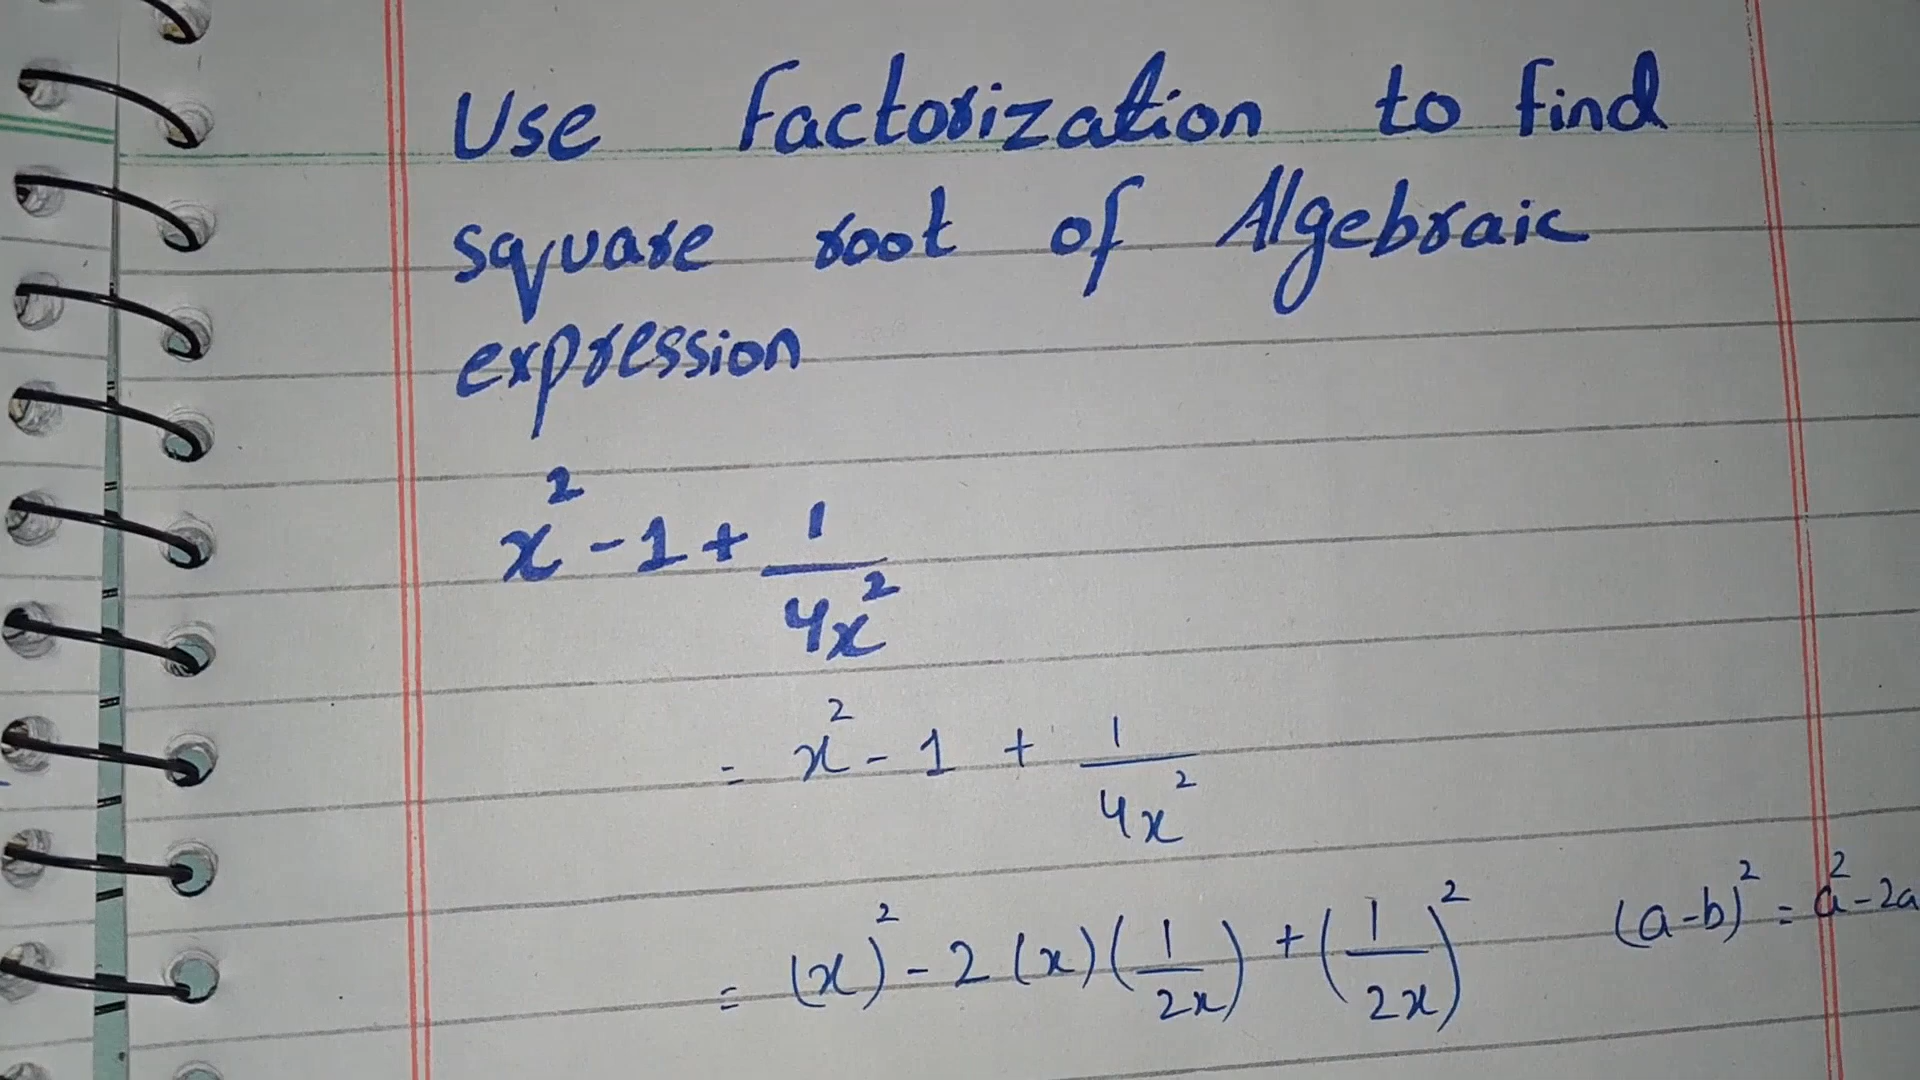 Use Factorization to find
square root of Algebraic
expression
x² - 1 + 1/4x²
= x² - 1 + 1/4x²
= (x)² - 2(x)(1/2x) + (1/2x)² (a-b)² = a² - 2a